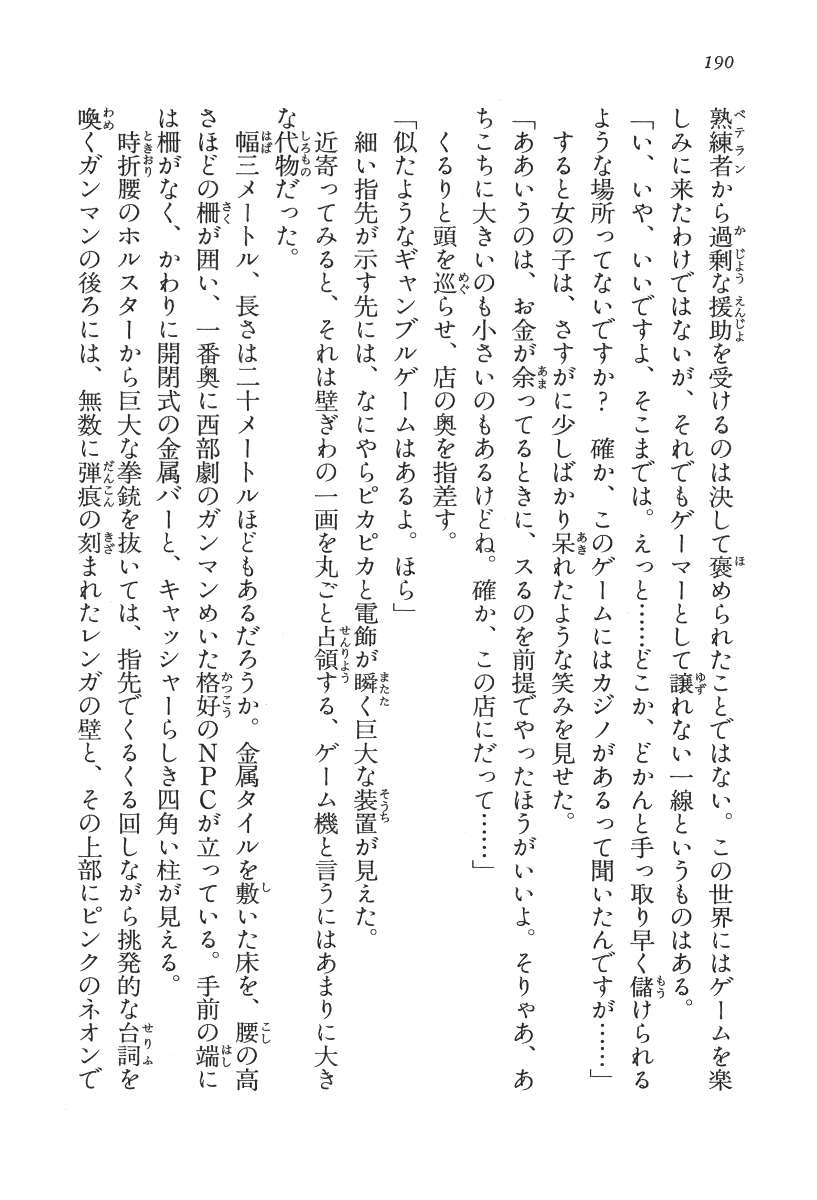 190
熟練者から過剰な援助を受けるのは決して褒められたことではない。この世界にはゲームを楽
しみに来たわけではないが、それでもゲーマーとして譲れない一線というものはある。
「い、いや、いいですよ、そこまでは。えっと……どこか、どかんと手っ取り早く儲けられる
ような場所ってないですか？　確か、このゲームにはカジノがあるって聞いたんですが……」
　すると女の子は、さすがに少しばかり呆れたような笑みを見せた。
「ああいうのは、お金が余ってるときに、スるのを前提でやったほうがいいよ。そりゃあ、あ
ちこちに大きいのも小さいのもあるけどね。確か、この店にだって……」
　くるりと頭を巡らせ、店の奥を指差す。
「似たようなギャンブルゲームはあるよ。ほら」
　細い指先が示す先には、なにやらピカピカと電飾が瞬く巨大な装置が見えた。
　近寄ってみると、それは壁ぎわの一画を丸ごと占領する、ゲーム機と言うにはあまりに大き
な代物だった。
　幅三メートル、長さは二十メートルほどもあるだろうか。金属タイルを敷いた床を、腰の高
さほどの柵が囲い、一番奥に西部劇のガンマンめいた格好のＮＰＣが立っている。手前の端に
は柵がなく、かわりに開閉式の金属バーと、キャッシャーらしき四角い柱が見える。
　時折腰のホルスターから巨大な拳銃を抜いては、指先でくるくる回しながら挑発的な台詞を
喚くガンマンの後ろには、無数に弾痕の刻まれたレンガの壁と、その上部にピンクのネオンで